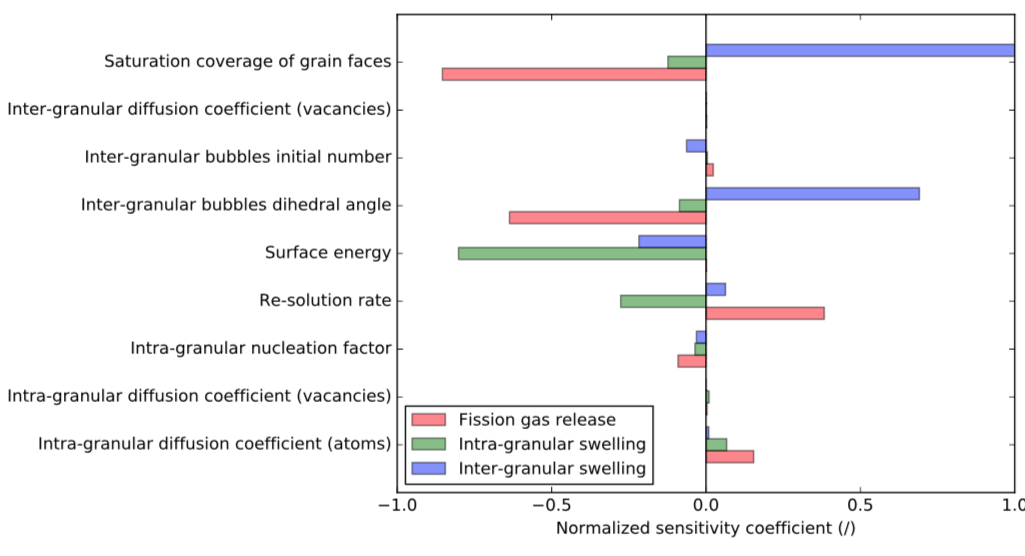 Saturation coverage of grain faces
Inter-granular diffusion coefficient (vacancies)
Inter-granular bubbles initial number
Inter-granular bubbles dihedral angle
Surface energy
Re-solution rate
Intra-granular nucleation factor
Intra-granular diffusion coefficient (vacancies)
Intra-granular diffusion coefficient (atoms)
Fission gas release
Intra-granular swelling
Inter-granular swelling
−1.0 −0.5 0.0 0.5 1.0
Normalized sensitivity coefficient (/)